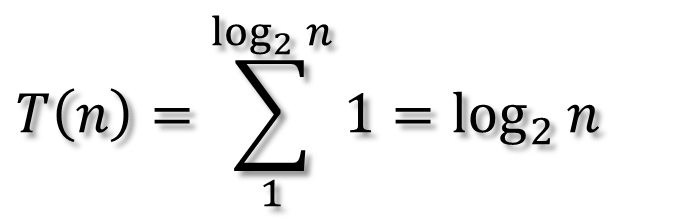 T(n) = ∑_{1}^{log₂ n} 1 = log₂ n